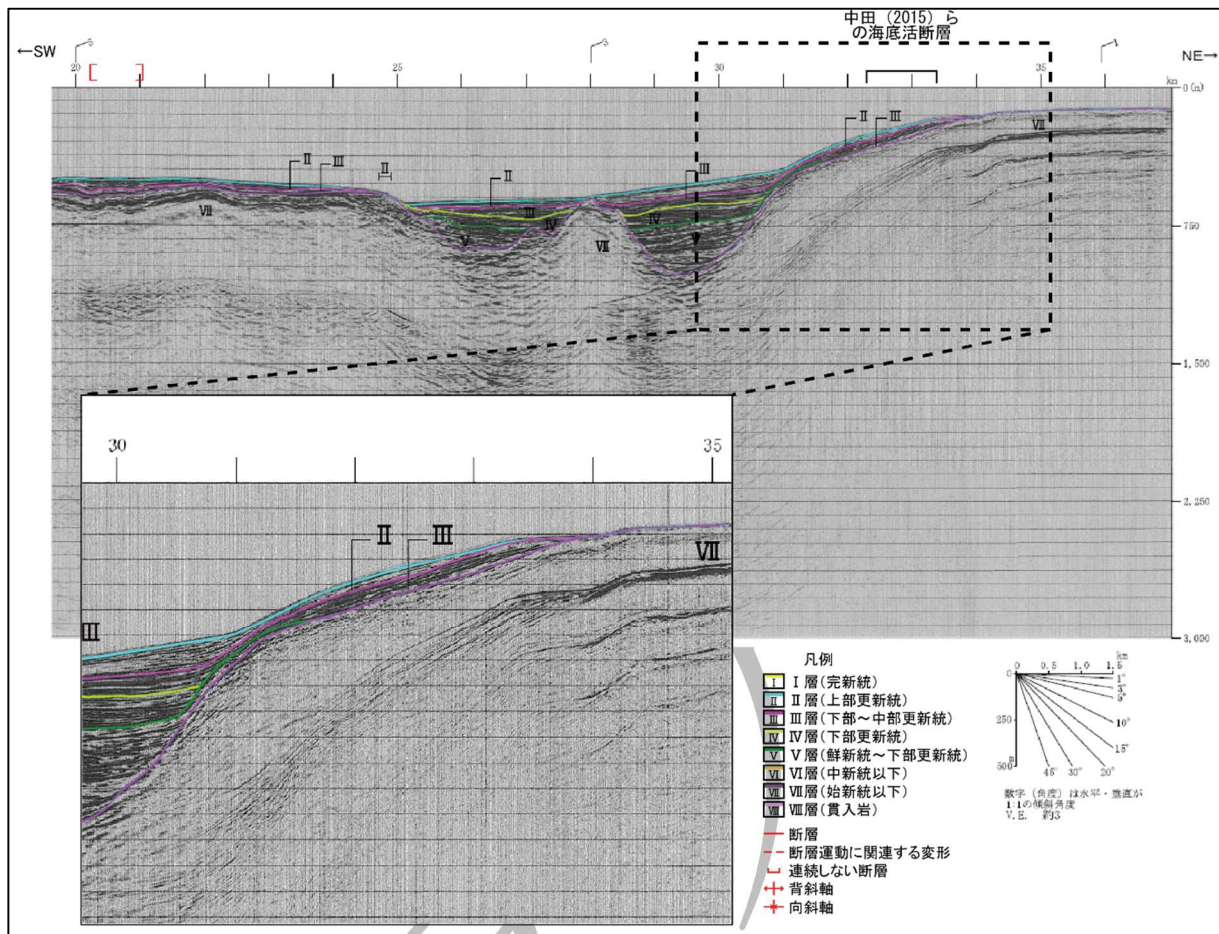 中田（2015）ら
の海底活断層
←SW
NE→
5
3
1
20
25
30
35
km
0(m)
Ⅱ
Ⅲ
Ⅶ
Ⅱ
Ⅲ
Ⅱ
Ⅱ
Ⅲ
Ⅶ
Ⅲ
Ⅳ
Ⅳ
Ⅴ
Ⅶ
750
1,500
2,250
3,000
30
35
Ⅱ
Ⅲ
Ⅶ
Ⅲ
凡例
Ⅰ Ⅰ層(完新統)
Ⅱ Ⅱ層(上部更新統)
Ⅲ Ⅲ層(下部～中部更新統)
Ⅳ Ⅳ層(下部更新統)
Ⅴ Ⅴ層(鮮新統～下部更新統)
Ⅵ Ⅵ層(中新統以下)
Ⅶ Ⅶ層(始新統以下)
Ⅷ Ⅷ層(貫入岩)
断層
断層運動に関連する変形
連続しない断層
背斜軸
向斜軸
km
0 0.5 1.0 1.5
0
1°
3°
5°
10°
15°
20°
30°
45°
250
500
m
数字（角度）は水平・垂直が
1:1の傾斜角度
V.E. 約3